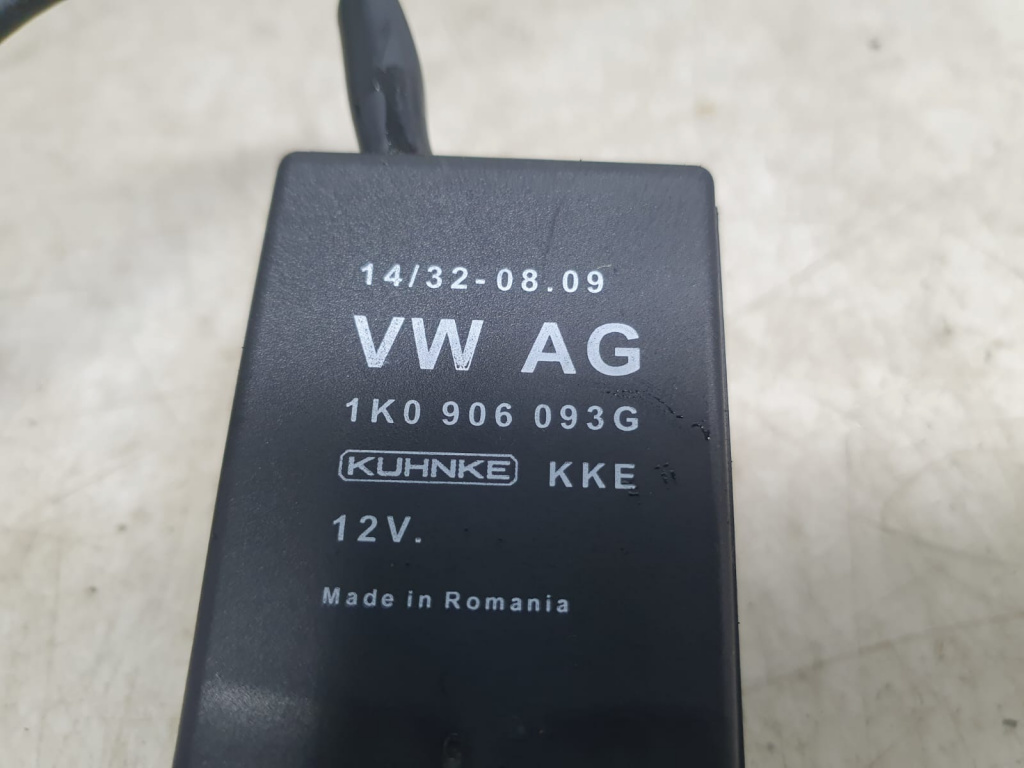 14/32-08.09
VW AG
1K0 906 093G
KUHNKE KKE
12V.
Made in Romania